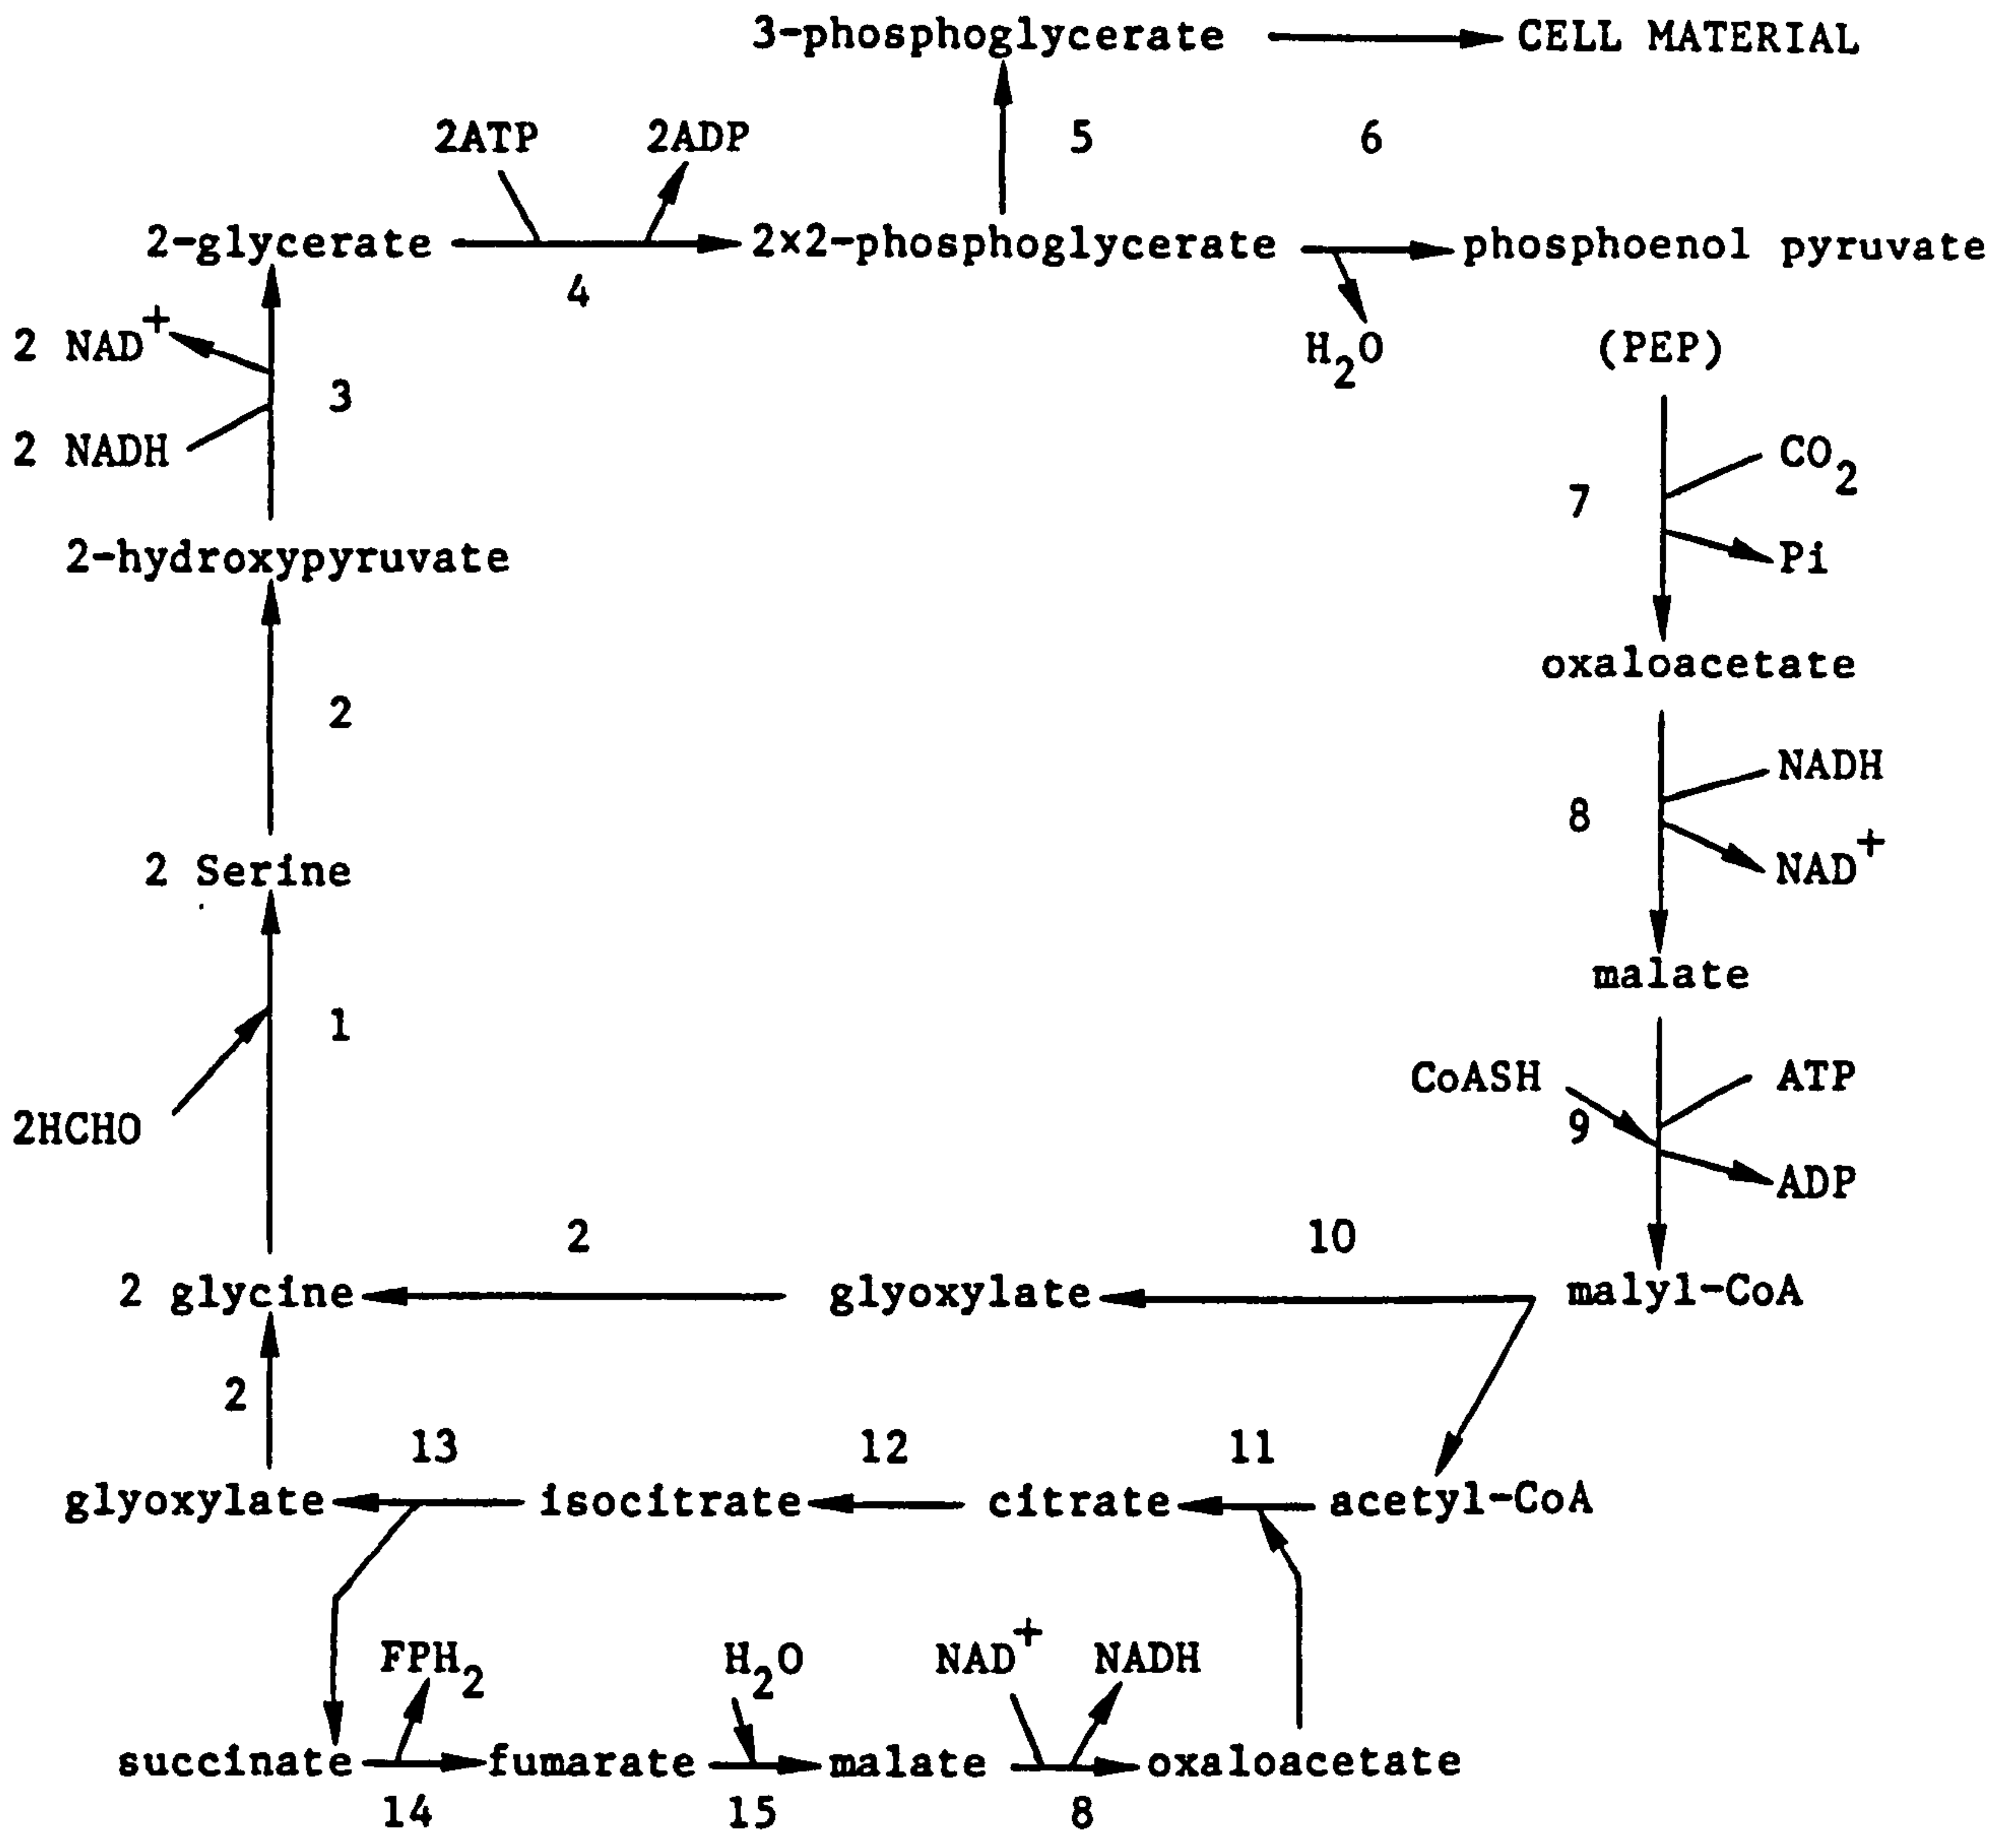 3-phosphoglycerate CELL MATERIAL
2ATP 2ADP 5 6
2-glycerate 2x2-phosphoglycerate phosphoenol pyruvate
4
2 NAD+ H2O (PEP)
3
2 NADH CO2
7
2-hydroxypyruvate Pi
oxaloacetate
2
NADH
8
2 Serine NAD+
malate
1
CoASH ATP
2HCHO 9
ADP
2 10
2 glycine glyoxylate malyl-CoA
2
13 12 11
glyoxylate isocitrate citrate acetyl-CoA
FPH2 H2O NAD+ NADH
succinate fumarate malate oxaloacetate
14 15 8